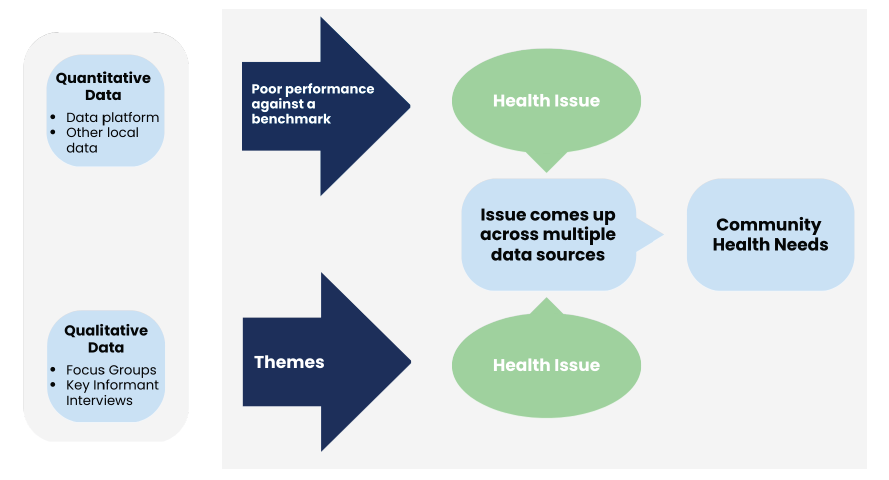 Quantitative
Data
• Data platform
• Other local
data
Poor performance
against a
benchmark
Health Issue
Issue comes up
across multiple
data sources
Community
Health Needs
Qualitative
Data
• Focus Groups
• Key Informant
Interviews
Themes
Health Issue